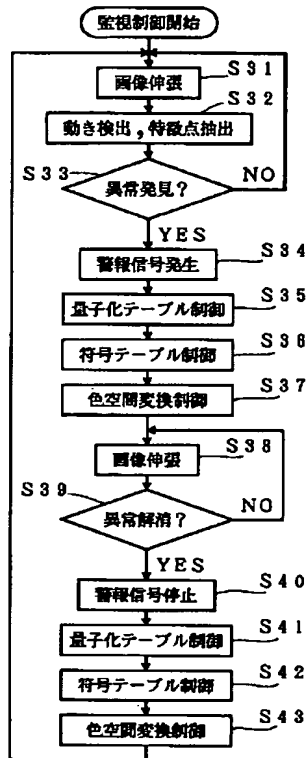 監視制御開始
S31
画像伸張
S32
動き検出,特徴点抽出
S33
異常発見?
NO
YES
S34
警報信号発生
S35
量子化テーブル制御
S36
符号テーブル制御
S37
色空間変換制御
S38
画像伸張
S39
異常解消?
NO
YES
S40
警報信号停止
S41
量子化テーブル制御
S42
符号テーブル制御
S43
色空間変換制御